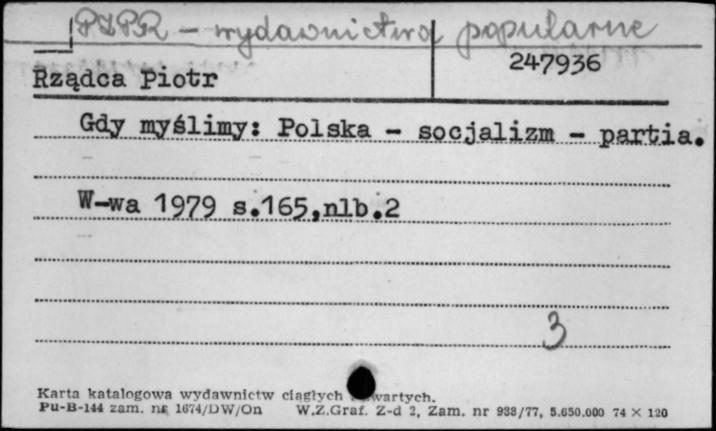 PZPR - wydawnictwa popularne
247936
Rządca Piotr
Gdy myślimy: Polska - socjalizm - partia.
W-wa 1979 s.165,nlb.2
3
Karta katalogowa wydawnictw ciągłych wartych.
Pu-B-144 zam. nr 1674/DW/On W.Z.Graf. Z-d 2, Zam. nr 938/77, 5.650.000 74 × 120